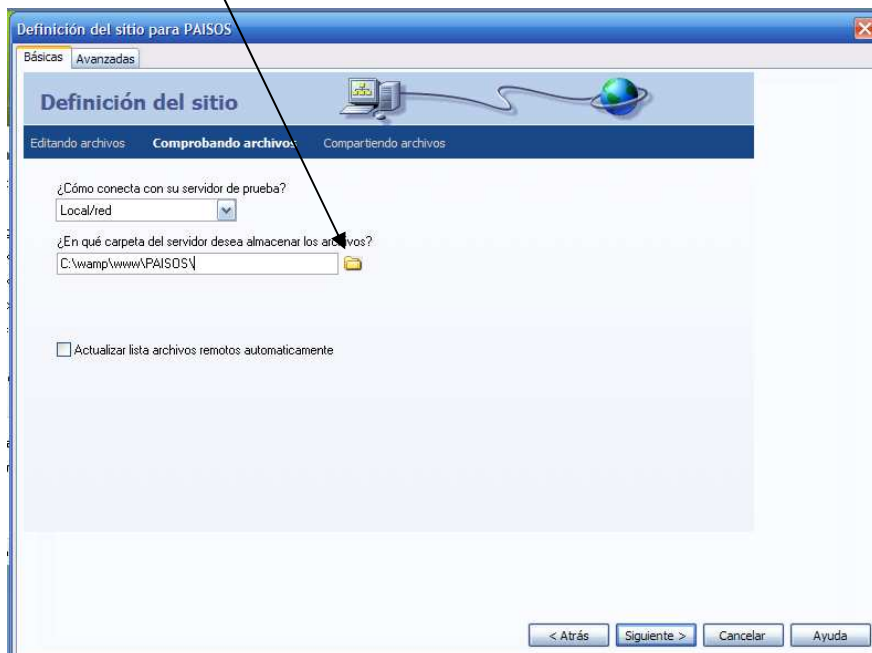 Definición del sitio para PAISOS
Básicas Avanzadas
Definición del sitio
Editando archivos Comprobando archivos Compartiendo archivos
¿Cómo conecta con su servidor de prueba?
Local/red
¿En qué carpeta del servidor desea almacenar los archivos?
C:\wamp\www\PAISOS\
Actualizar lista archivos remotos automaticamente
< Atrás Siguiente > Cancelar Ayuda